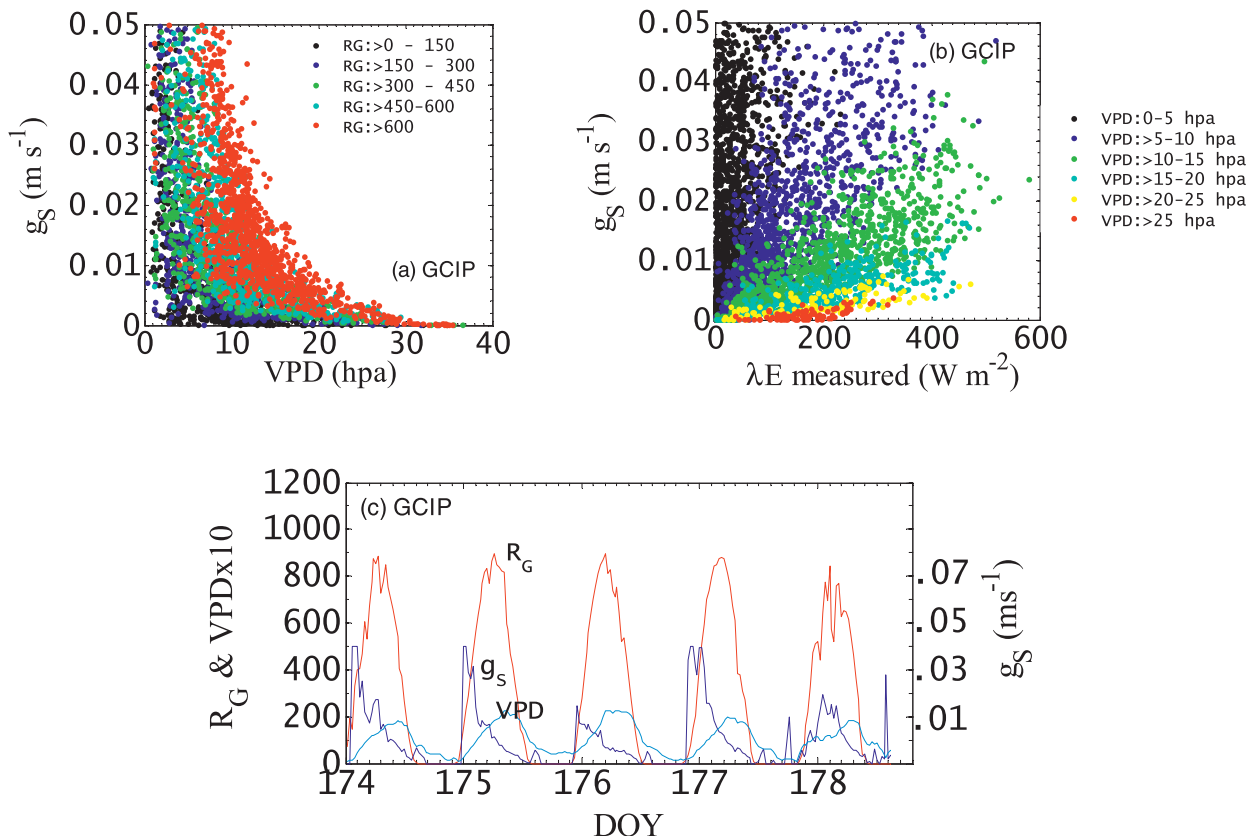 0.05
0.04
0.03
0.02
0.01
0
g_S (m s⁻¹)
RG:>0 - 150
RG:>150 - 300
RG:>300 - 450
RG:>450-600
RG:>600
(a) GCIP
0 10 20 30 40
VPD (hpa)
0.05
0.04
0.03
0.02
0.01
0
g_S (m s⁻¹)
(b) GCIP
0 200 400 600
λE measured (W m⁻²)
VPD:0-5 hpa
VPD:>5-10 hpa
VPD:>10-15 hpa
VPD:>15-20 hpa
VPD:>20-25 hpa
VPD:>25 hpa
1200
1000
800
600
400
200
0
R_G & VPDx10
(c) GCIP
R_G
g_S
VPD
.07
.05
.03
.01
g_S (ms⁻¹)
174 175 176 177 178
DOY